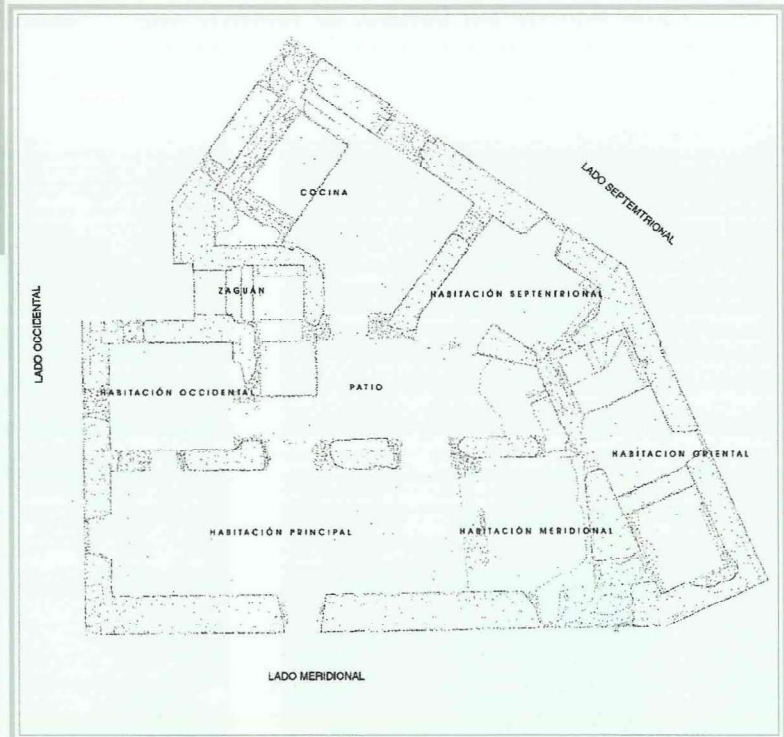 COCINA
LADO SEPTEMTRIONAL
ZAGUÁN
HABITACIÓN SEPTENTRIONAL
LADO OCCIDENTAL
HABITACIÓN OCCIDENTAL
PATIO
HABITACION ORIENTAL
HABITACIÓN PRINCIPAL
HABITACIÓN MERIDIONAL
LADO MERIDIONAL